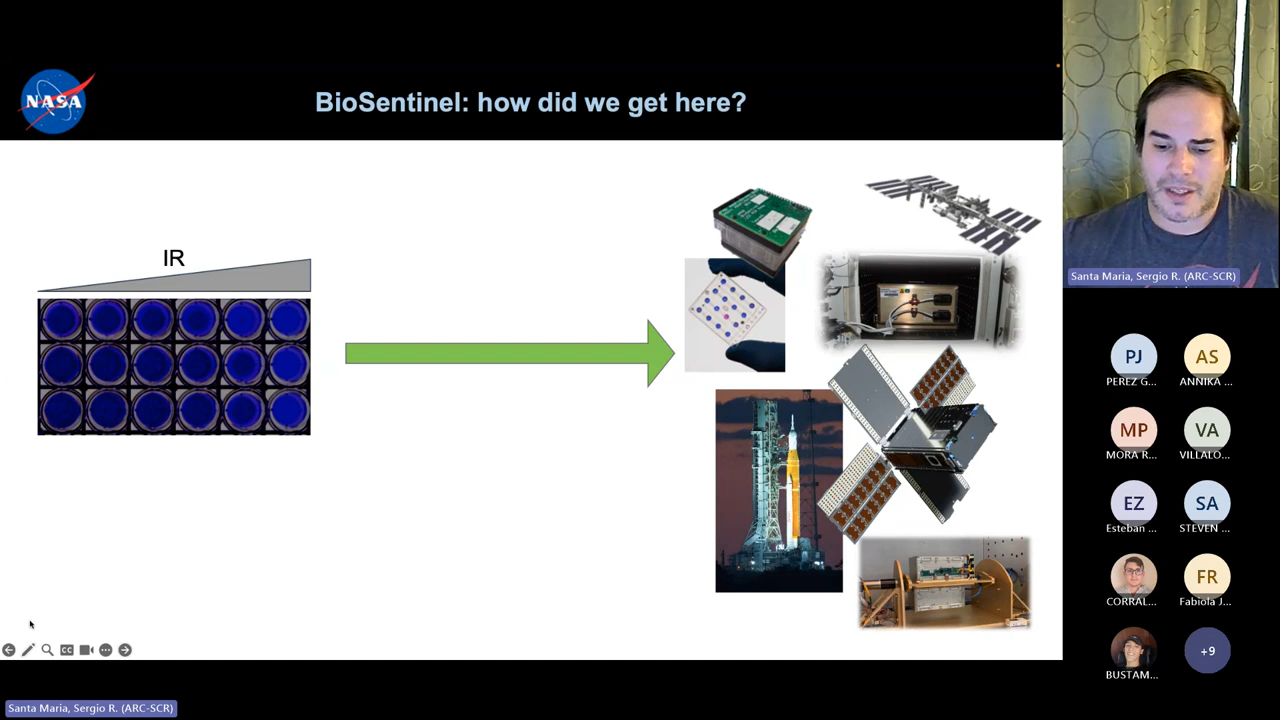 NASA
BioSentinel: how did we get here?
IR
Santa Maria, Sergio R. (ARC-SCR)
PJ
PEREZ G...
AS
ANNIKA ...
MP
MORA R...
VA
VILLALO...
EZ
Esteban ...
SA
STEVEN ...
CORRAL...
FR
Fabiola J...
BUSTAM...
+9
CC
Santa Maria, Sergio R. (ARC-SCR)